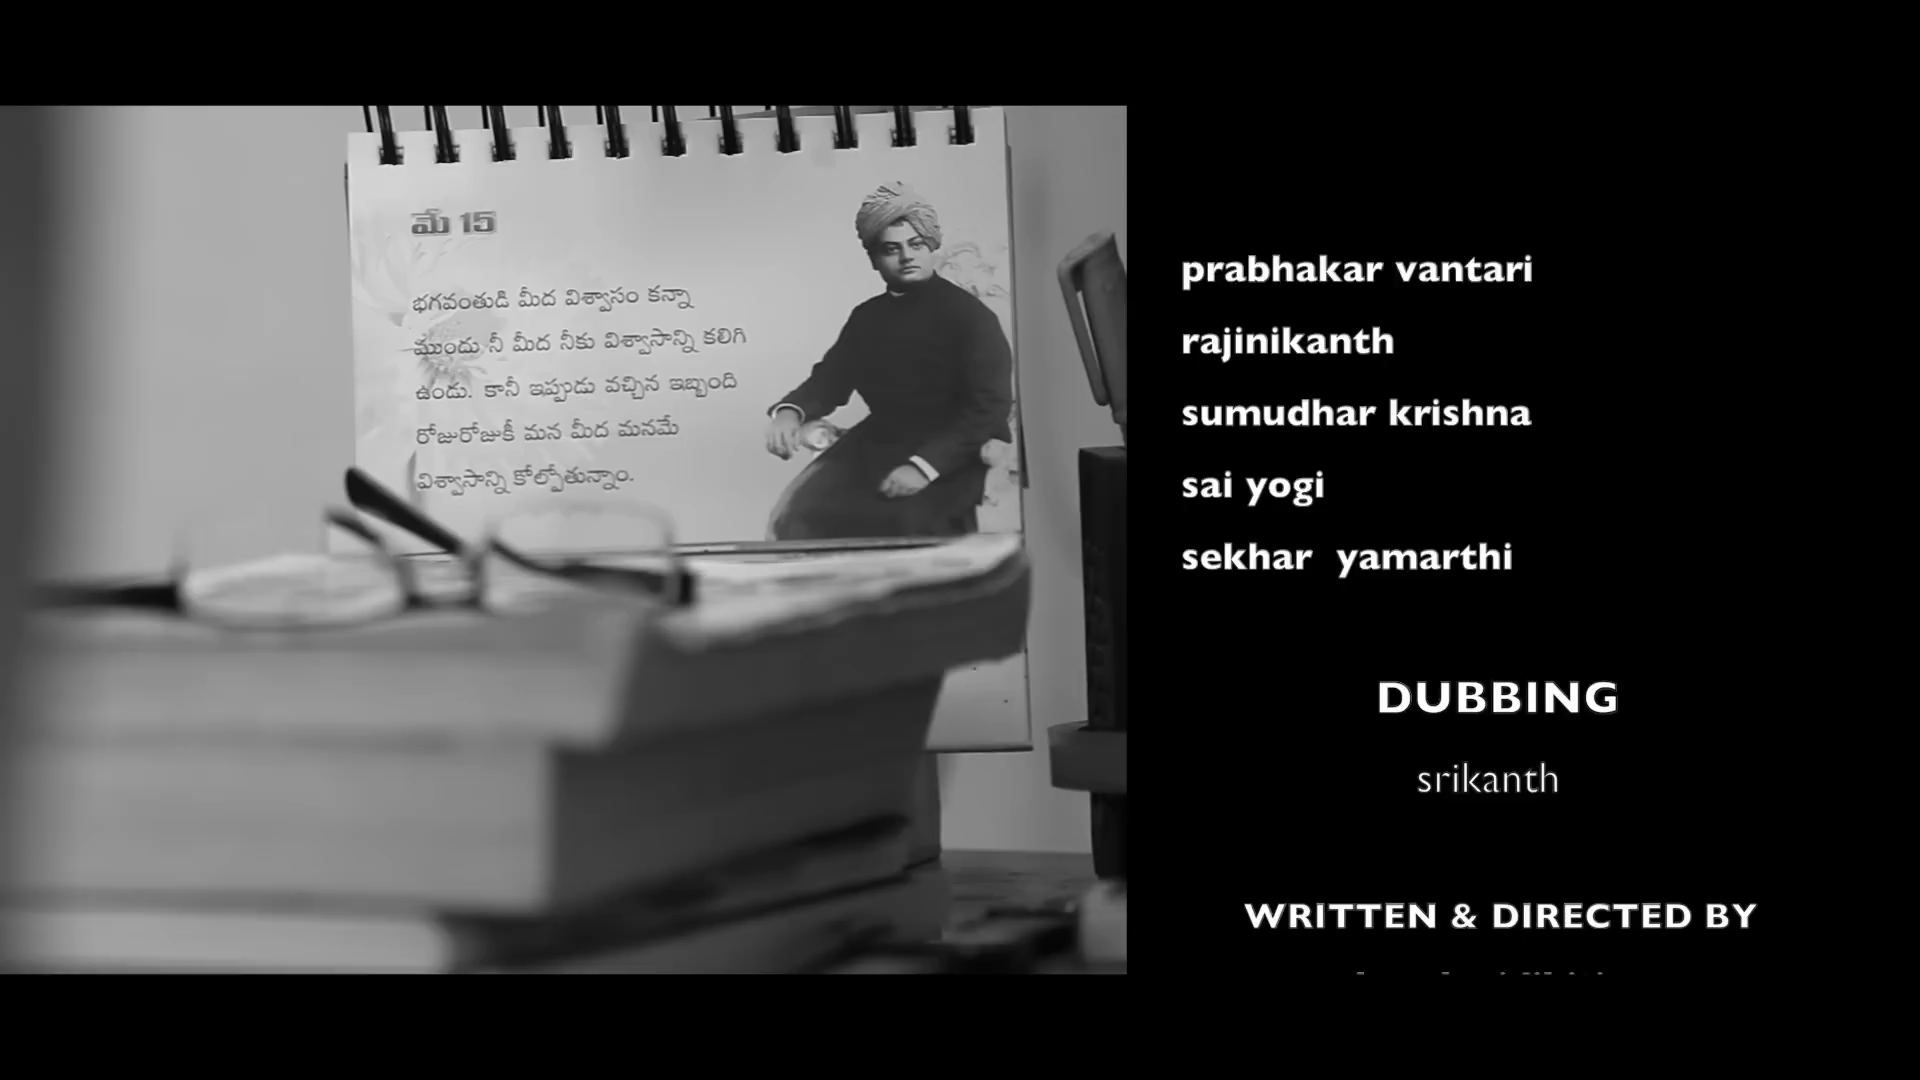 మే 15
భగవంతుడి మీద విశ్వాసం కన్నా
ముందు నీ మీద నీకు విశ్వాసాన్ని కలిగి
ఉండు. కానీ ఇప్పుడు వచ్చిన ఇబ్బంది
రోజురోజుకీ మన మీద మనమే
విశ్వాసాన్ని కోల్పోతున్నాం.
prabhakar vantari
rajinikanth
sumudhar krishna
sai yogi
sekhar yamarthi
DUBBING
srikanth
WRITTEN & DIRECTED BY